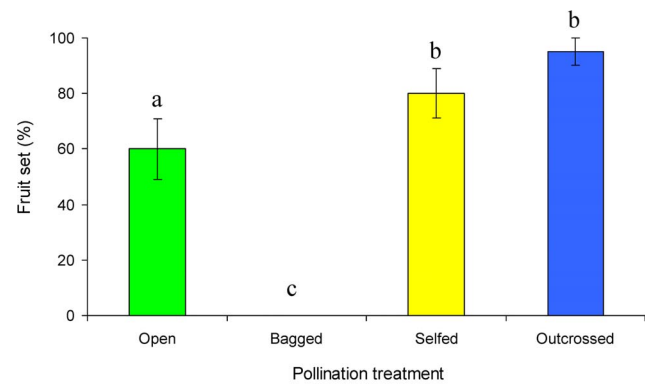 100
80
60
40
20
0
Fruit set (%)
a
c
b
b
Open Bagged Selfed Outcrossed
Pollination treatment